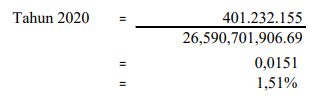 Tahun 2020 = 401.232.155
26,590,701,906.69
= 0,0151
= 1,51%